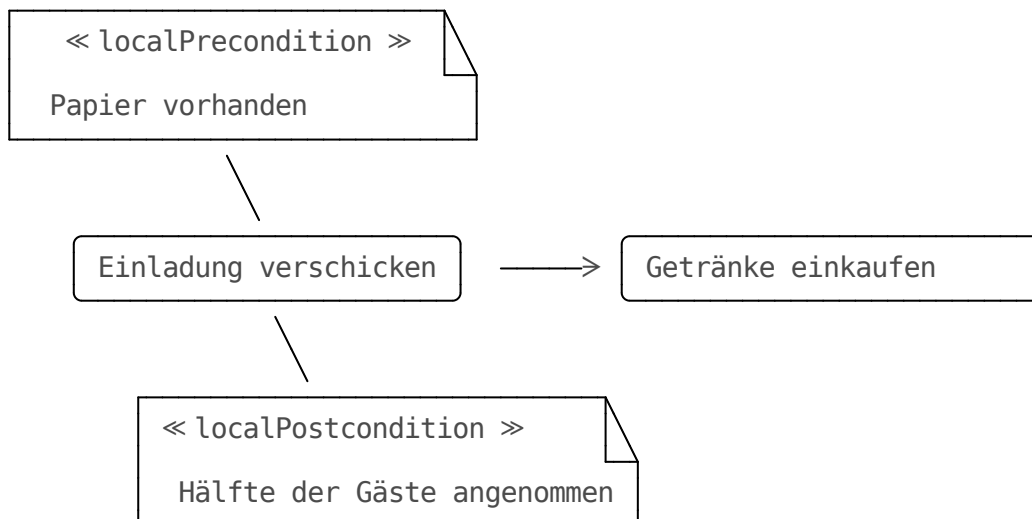 ≪ localPrecondition ≫
Papier vorhanden
Einladung verschicken
Getränke einkaufen
≪ localPostcondition ≫
Hälfte der Gäste angenommen